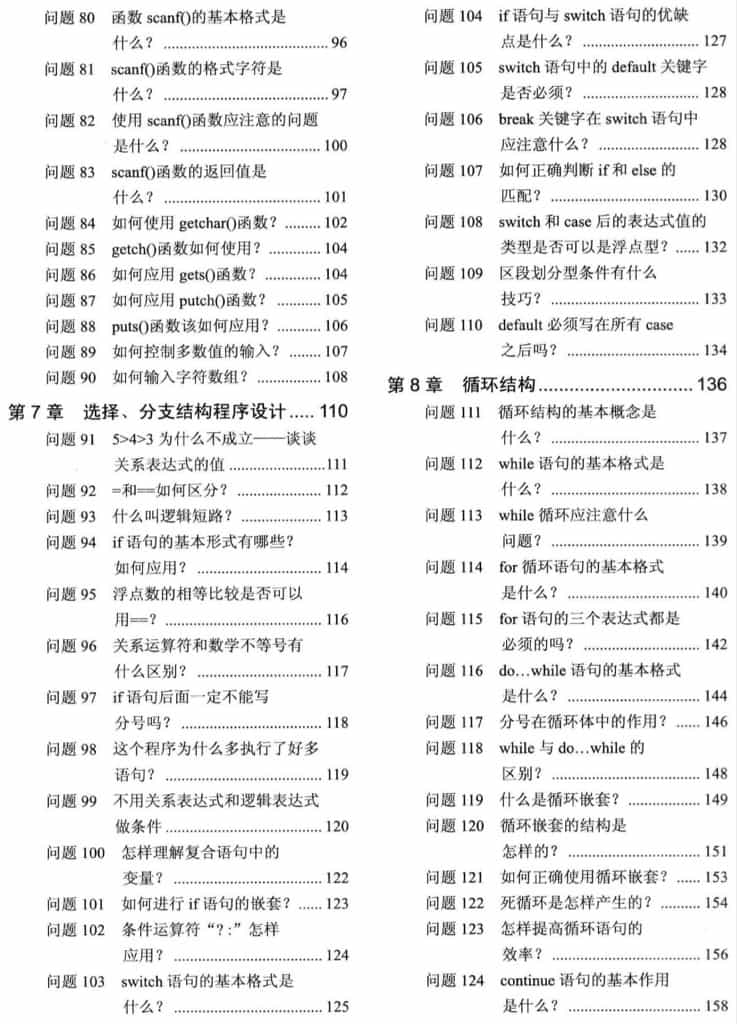 问题 80 函数 scanf()的基本格式是
什么？ ........................................ 96
问题 81 scanf()函数的格式字符是
什么？ ........................................ 97
问题 82 使用 scanf()函数应注意的问题
是什么？ .................................. 100
问题 83 scanf()函数的返回值是
什么？ ...................................... 101
问题 84 如何使用 getchar()函数？ ......... 102
问题 85 getch()函数如何使用？ ............ 104
问题 86 如何应用 gets()函数？ ............. 104
问题 87 如何应用 putch()函数？ ........... 105
问题 88 puts()函数该如何应用？ ........... 106
问题 89 如何控制多数值的输入？ ........ 107
问题 90 如何输入字符数组？ ............... 108
第 7 章 选择、分支结构程序设计..... 110
问题 91 5>4>3 为什么不成立——谈谈
关系表达式的值 .......................111
问题 92 =和==如何区分？ .................... 112
问题 93 什么叫逻辑短路？ .................... 113
问题 94 if 语句的基本形式有哪些？
如何应用？ .............................. 114
问题 95 浮点数的相等比较是否可以
用==？ ...................................... 116
问题 96 关系运算符和数学不等号有
什么区别？ .............................. 117
问题 97 if 语句后面一定不能写
分号吗？ .................................. 118
问题 98 这个程序为什么多执行了好多
语句？ ...................................... 119
问题 99 不用关系表达式和逻辑表达式
做条件 ...................................... 120
问题 100 怎样理解复合语句中的
变量？ .................................... 122
问题 101 如何进行 if 语句的嵌套？ ...... 123
问题 102 条件运算符“? :”怎样
应用？ .................................... 124
问题 103 switch 语句的基本格式是
什么？ .................................... 125
问题 104 if 语句与 switch 语句的优缺
点是什么？ ............................ 127
问题 105 switch 语句中的 default 关键字
是否必须？ ............................ 128
问题 106 break 关键字在 switch 语句中
应注意什么？ ........................ 128
问题 107 如何正确判断 if 和 else 的
匹配？ .................................... 130
问题 108 switch 和 case 后的表达式值的
类型是否可以是浮点型？ ...... 132
问题 109 区段划分型条件有什么
技巧？ .................................... 133
问题 110 default 必须写在所有 case
之后吗？ ................................ 134
第 8 章 循环结构.............................. 136
问题 111 循环结构的基本概念是
什么？ .................................... 137
问题 112 while 语句的基本格式是
什么？ .................................... 138
问题 113 while 循环应注意什么
问题？ .................................... 139
问题 114 for 循环语句的基本格式
是什么？ ................................ 140
问题 115 for 语句的三个表达式都是
必须的吗？ ............................ 142
问题 116 do…while 语句的基本格式
是什么？ ................................ 144
问题 117 分号在循环体中的作用？ ...... 146
问题 118 while 与 do…while 的
区别？ .................................... 148
问题 119 什么是循环嵌套？ ................. 149
问题 120 循环嵌套的结构是
怎样的？ ................................ 151
问题 121 如何正确使用循环嵌套？ ...... 153
问题 122 死循环是怎样产生的？ .......... 154
问题 123 怎样提高循环语句的
效率？ .................................... 156
问题 124 continue 语句的基本作用
是什么？ ................................ 158